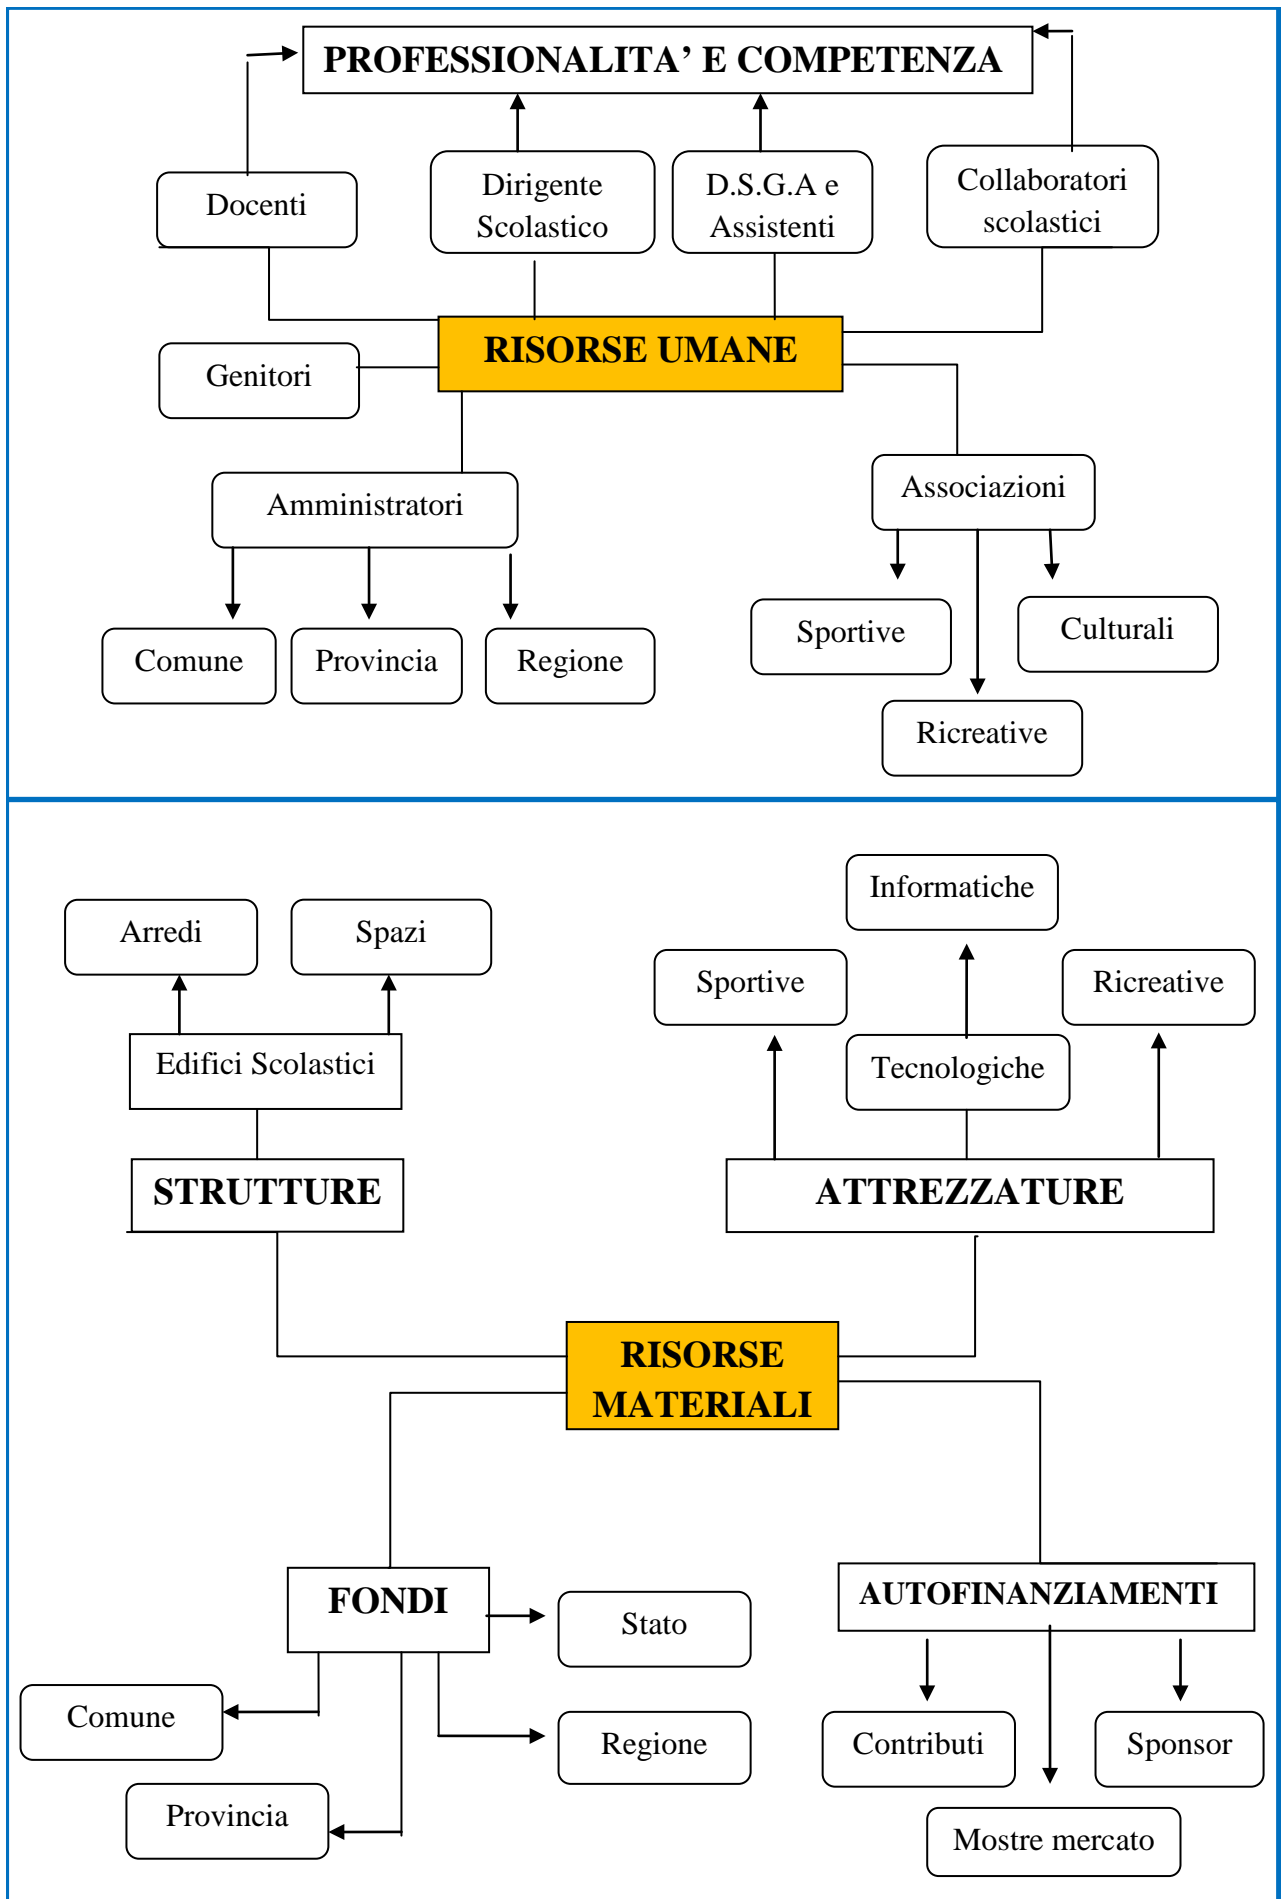 PROFESSIONALITA’ E COMPETENZA
Docenti
Dirigente
Scolastico
D.S.G.A e
Assistenti
Collaboratori
scolastici
RISORSE UMANE
Genitori
Amministratori
Associazioni
Comune
Provincia
Regione
Sportive
Culturali
Ricreative
Informatiche
Arredi
Spazi
Sportive
Ricreative
Edifici Scolastici
Tecnologiche
STRUTTURE
ATTREZZATURE
RISORSE
MATERIALI
FONDI
AUTOFINANZIAMENTI
Stato
Comune
Regione
Contributi
Sponsor
Provincia
Mostre mercato